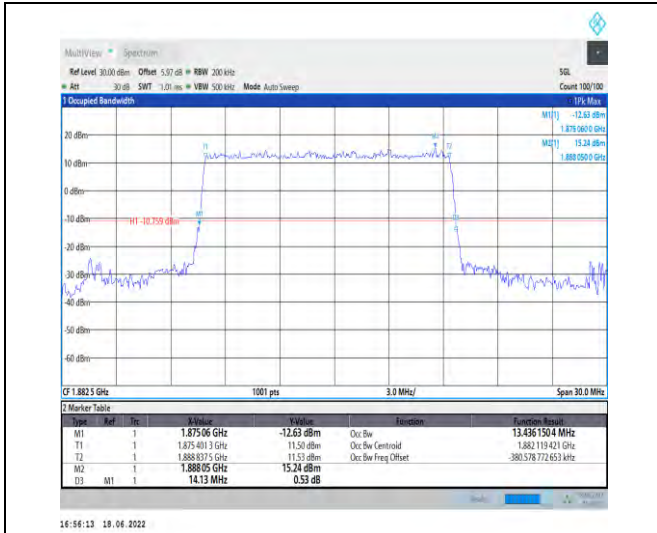 MultiView Spectrum
Ref Level 30.00 dBm Offset 5.97 dB RBW 200 kHz SGL
Att 30 dB SWT 1.01 ms VBW 500 kHz Mode Auto Sweep Count 100/100
1 Occupied Bandwidth 1Pk Max
M1[1] -12.63 dBm
1.875 060 0 GHz
M2[1] 15.24 dBm
1.888 050 0 GHz
20 dBm
T1 M2 T2
10 dBm
0 dBm
-10 dBm H1 -10.759 dBm M1 D3
-20 dBm
-30 dBm
-40 dBm
-50 dBm
-60 dBm
CF 1.882 5 GHz 1001 pts 3.0 MHz/ Span 30.0 MHz
2 Marker Table
Type Ref Trc X-Value Y-Value Function Function Result
M1 1 1.875 06 GHz -12.63 dBm Occ Bw 13.436 150 4 MHz
T1 1 1.875 401 3 GHz 11.50 dBm Occ Bw Centroid 1.882 119 421 GHz
T2 1 1.888 837 5 GHz 11.53 dBm Occ Bw Freq Offset -380.578 772 653 kHz
M2 1 1.888 05 GHz 15.24 dBm
D3 M1 1 14.13 MHz 0.53 dB
16:56:13 18.06.2022